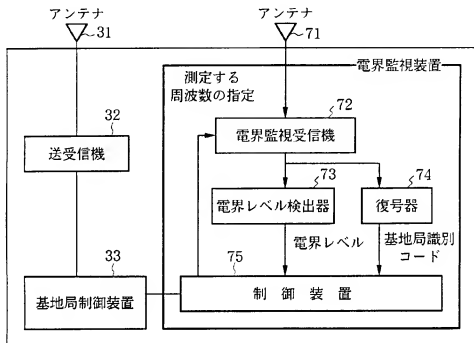 アンテナ
31
アンテナ
71
電界監視装置
測定する
周波数の指定
72
電界監視受信機
32
送受信機
73
電界レベル検出器
74
復号器
電界レベル
基地局識別
コード
33
基地局制御装置
75
制御装置